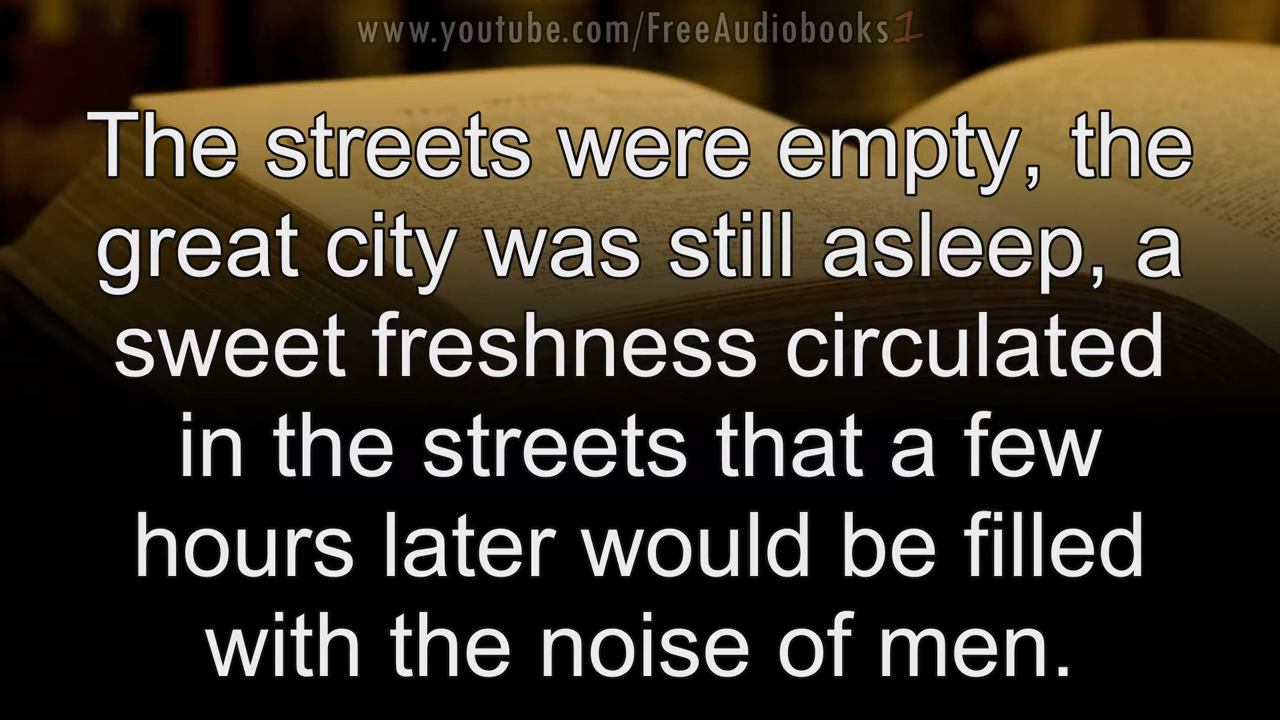 www.youtube.com/FreeAudiobooks1
The streets were empty, the
great city was still asleep, a
sweet freshness circulated
in the streets that a few
hours later would be filled
with the noise of men.